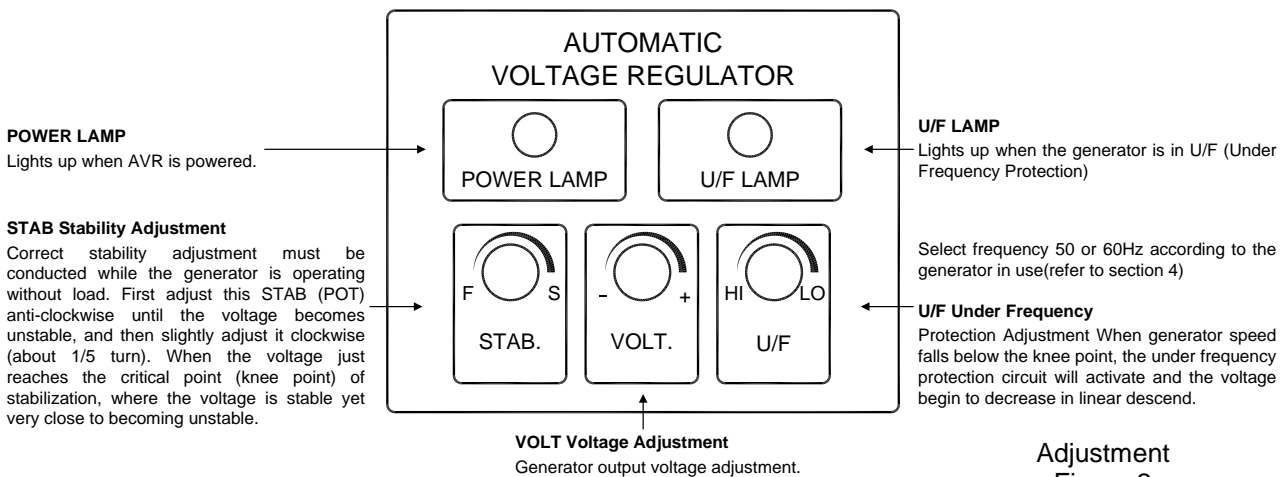 AUTOMATIC
VOLTAGE REGULATOR
POWER LAMP
U/F LAMP
F
S
STAB.
-
+
VOLT.
HI
LO
U/F
POWER LAMP
Lights up when AVR is powered.
STAB Stability Adjustment
Correct stability adjustment must be
conducted while the generator is operating
without load. First adjust this STAB (POT)
anti-clockwise until the voltage becomes
unstable, and then slightly adjust it clockwise
(about 1/5 turn). When the voltage just
reaches the critical point (knee point) of
stabilization, where the voltage is stable yet
very close to becoming unstable.
U/F LAMP
Lights up when the generator is in U/F (Under
Frequency Protection)
Select frequency 50 or 60Hz according to the
generator in use(refer to section 4)
U/F Under Frequency
Protection Adjustment When generator speed
falls below the knee point, the under frequency
protection circuit will activate and the voltage
begin to decrease in linear descend.
VOLT Voltage Adjustment
Generator output voltage adjustment.
Adjustment